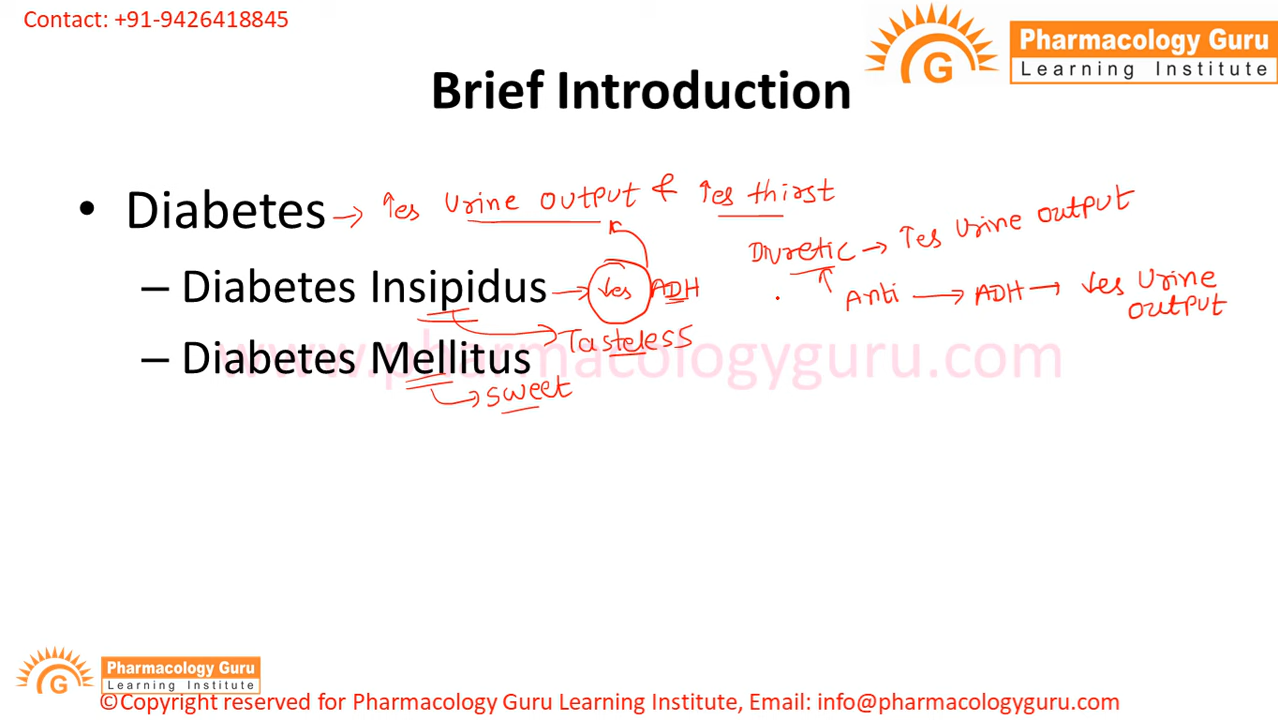 Contact: +91-9426418845
Pharmacology Guru
Learning Institute
G
Brief Introduction
• Diabetes → ↑es Urine output & ↑es thirst
Diuretic → ↑es Urine output
– Diabetes Insipidus → ↓es ADH
Anti → ADH → ↓es Urine output
→ Tasteless
– Diabetes Mellitus
→ sweet
www.pharmacologyguru.com
Pharmacology Guru
Learning Institute
G
©Copyright reserved for Pharmacology Guru Learning Institute, Email: info@pharmacologyguru.com